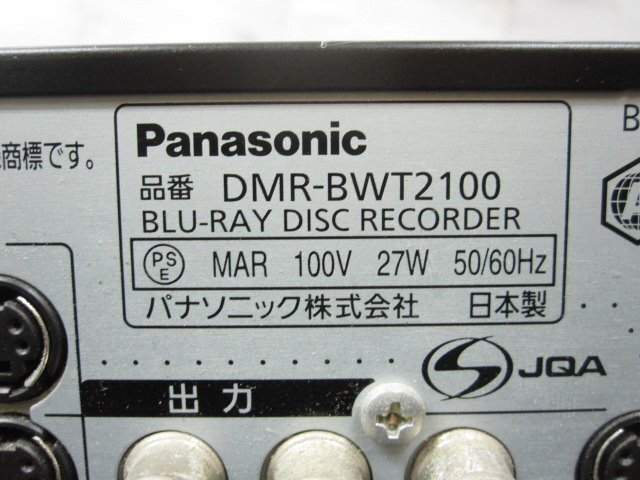 Panasonic
商標です。
品番 DMR-BWT2100
BLU-RAY DISC RECORDER
PSE MAR 100V 27W 50/60Hz
パナソニック株式会社 日本製
JQA
出力